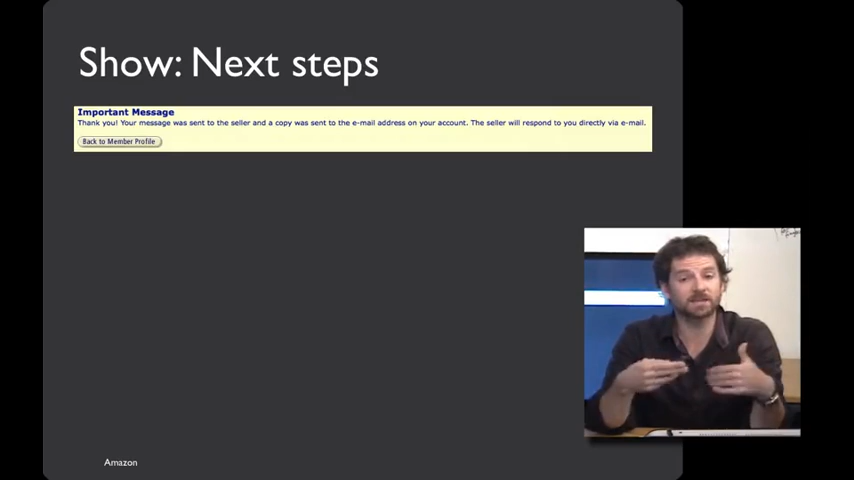 Show: Next steps
Important Message
Thank you! Your message was sent to the seller and a copy was sent to the e-mail address on your account. The seller will respond to you directly via e-mail.
Back to Member Profile
Amazon